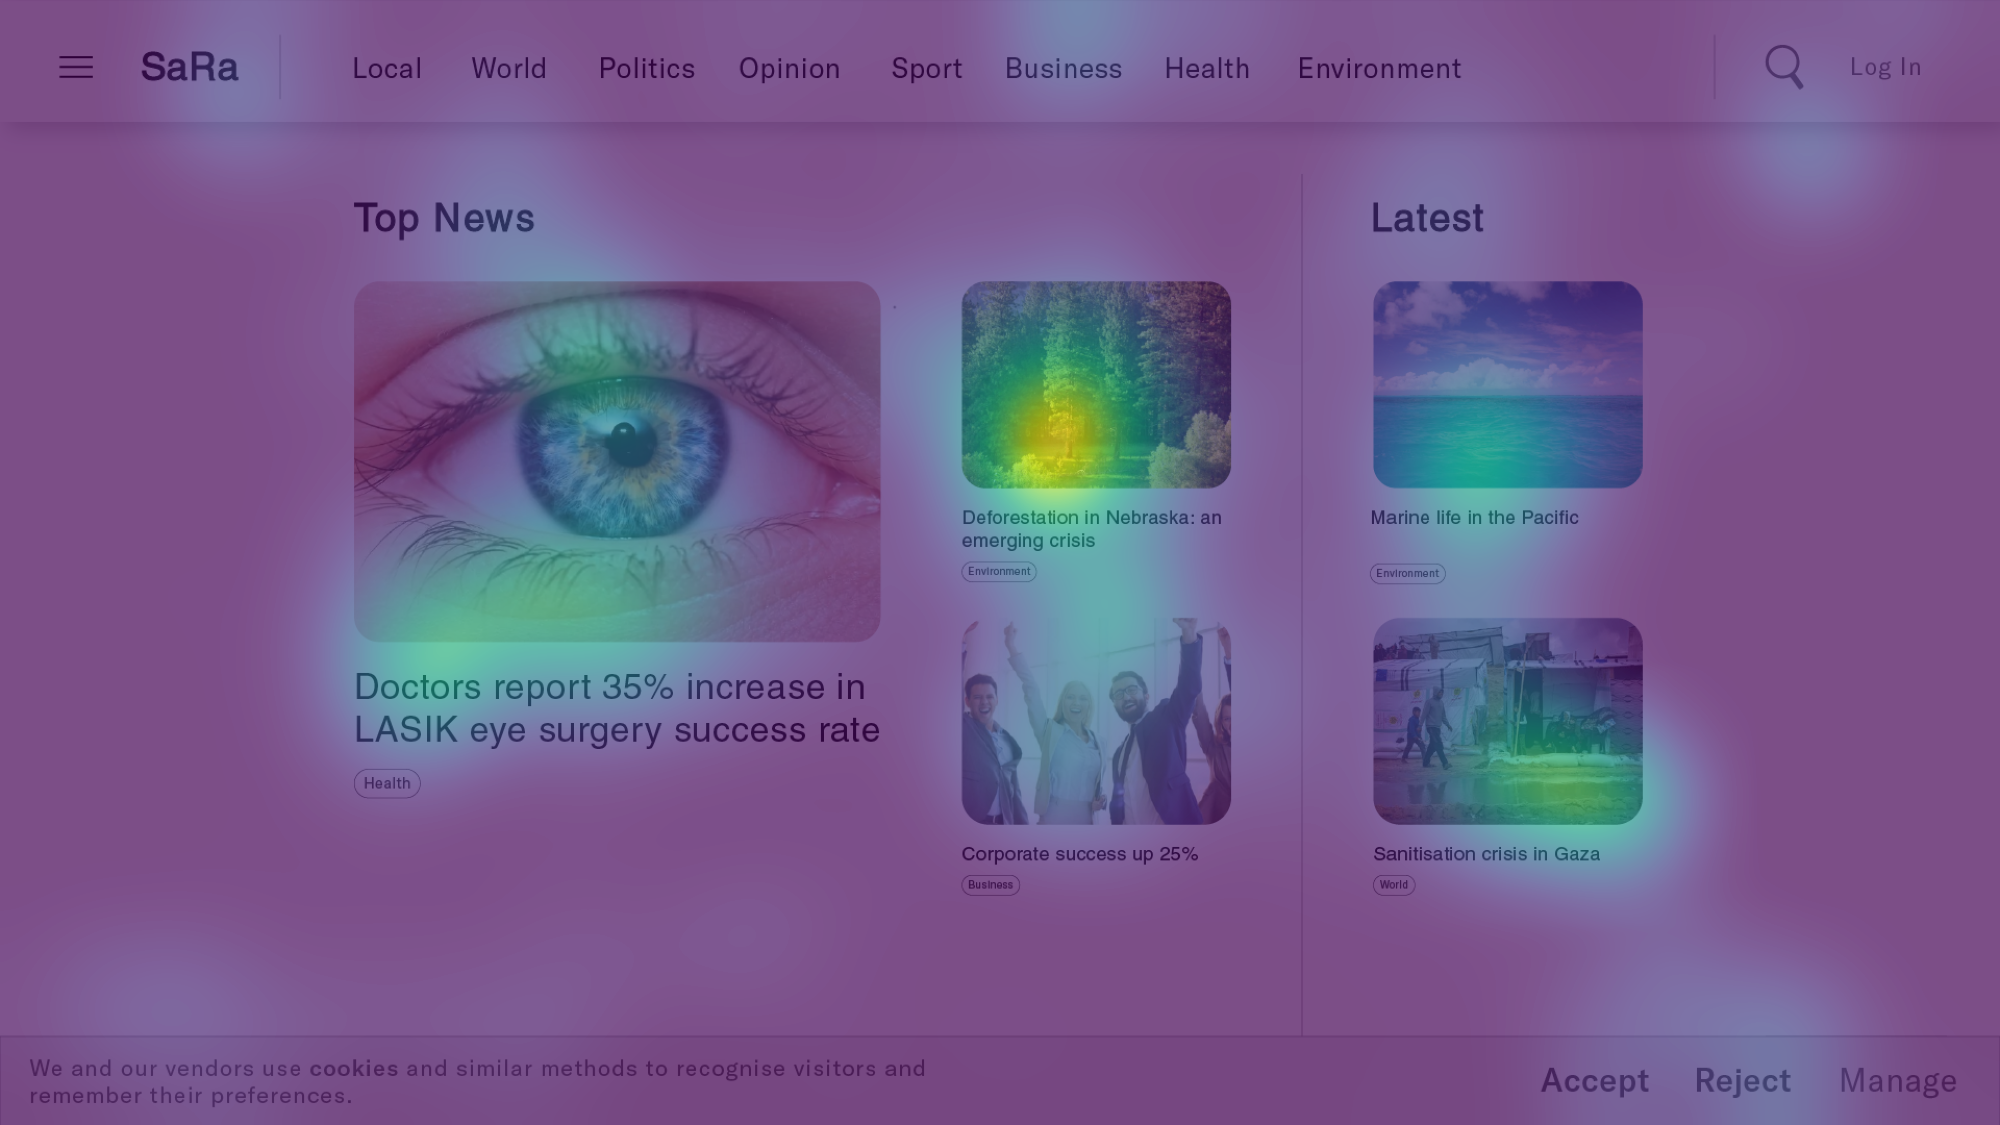 SaRa
Local World Politics Opinion Sport Business Health Environment
Log In
Top News
Doctors report 35% increase in
LASIK eye surgery success rate
Health
Deforestation in Nebraska: an
emerging crisis
Environment
Corporate success up 25%
Business
Latest
Marine life in the Pacific
Environment
Sanitisation crisis in Gaza
World
We and our vendors use cookies and similar methods to recognise visitors and
remember their preferences.
Accept Reject Manage